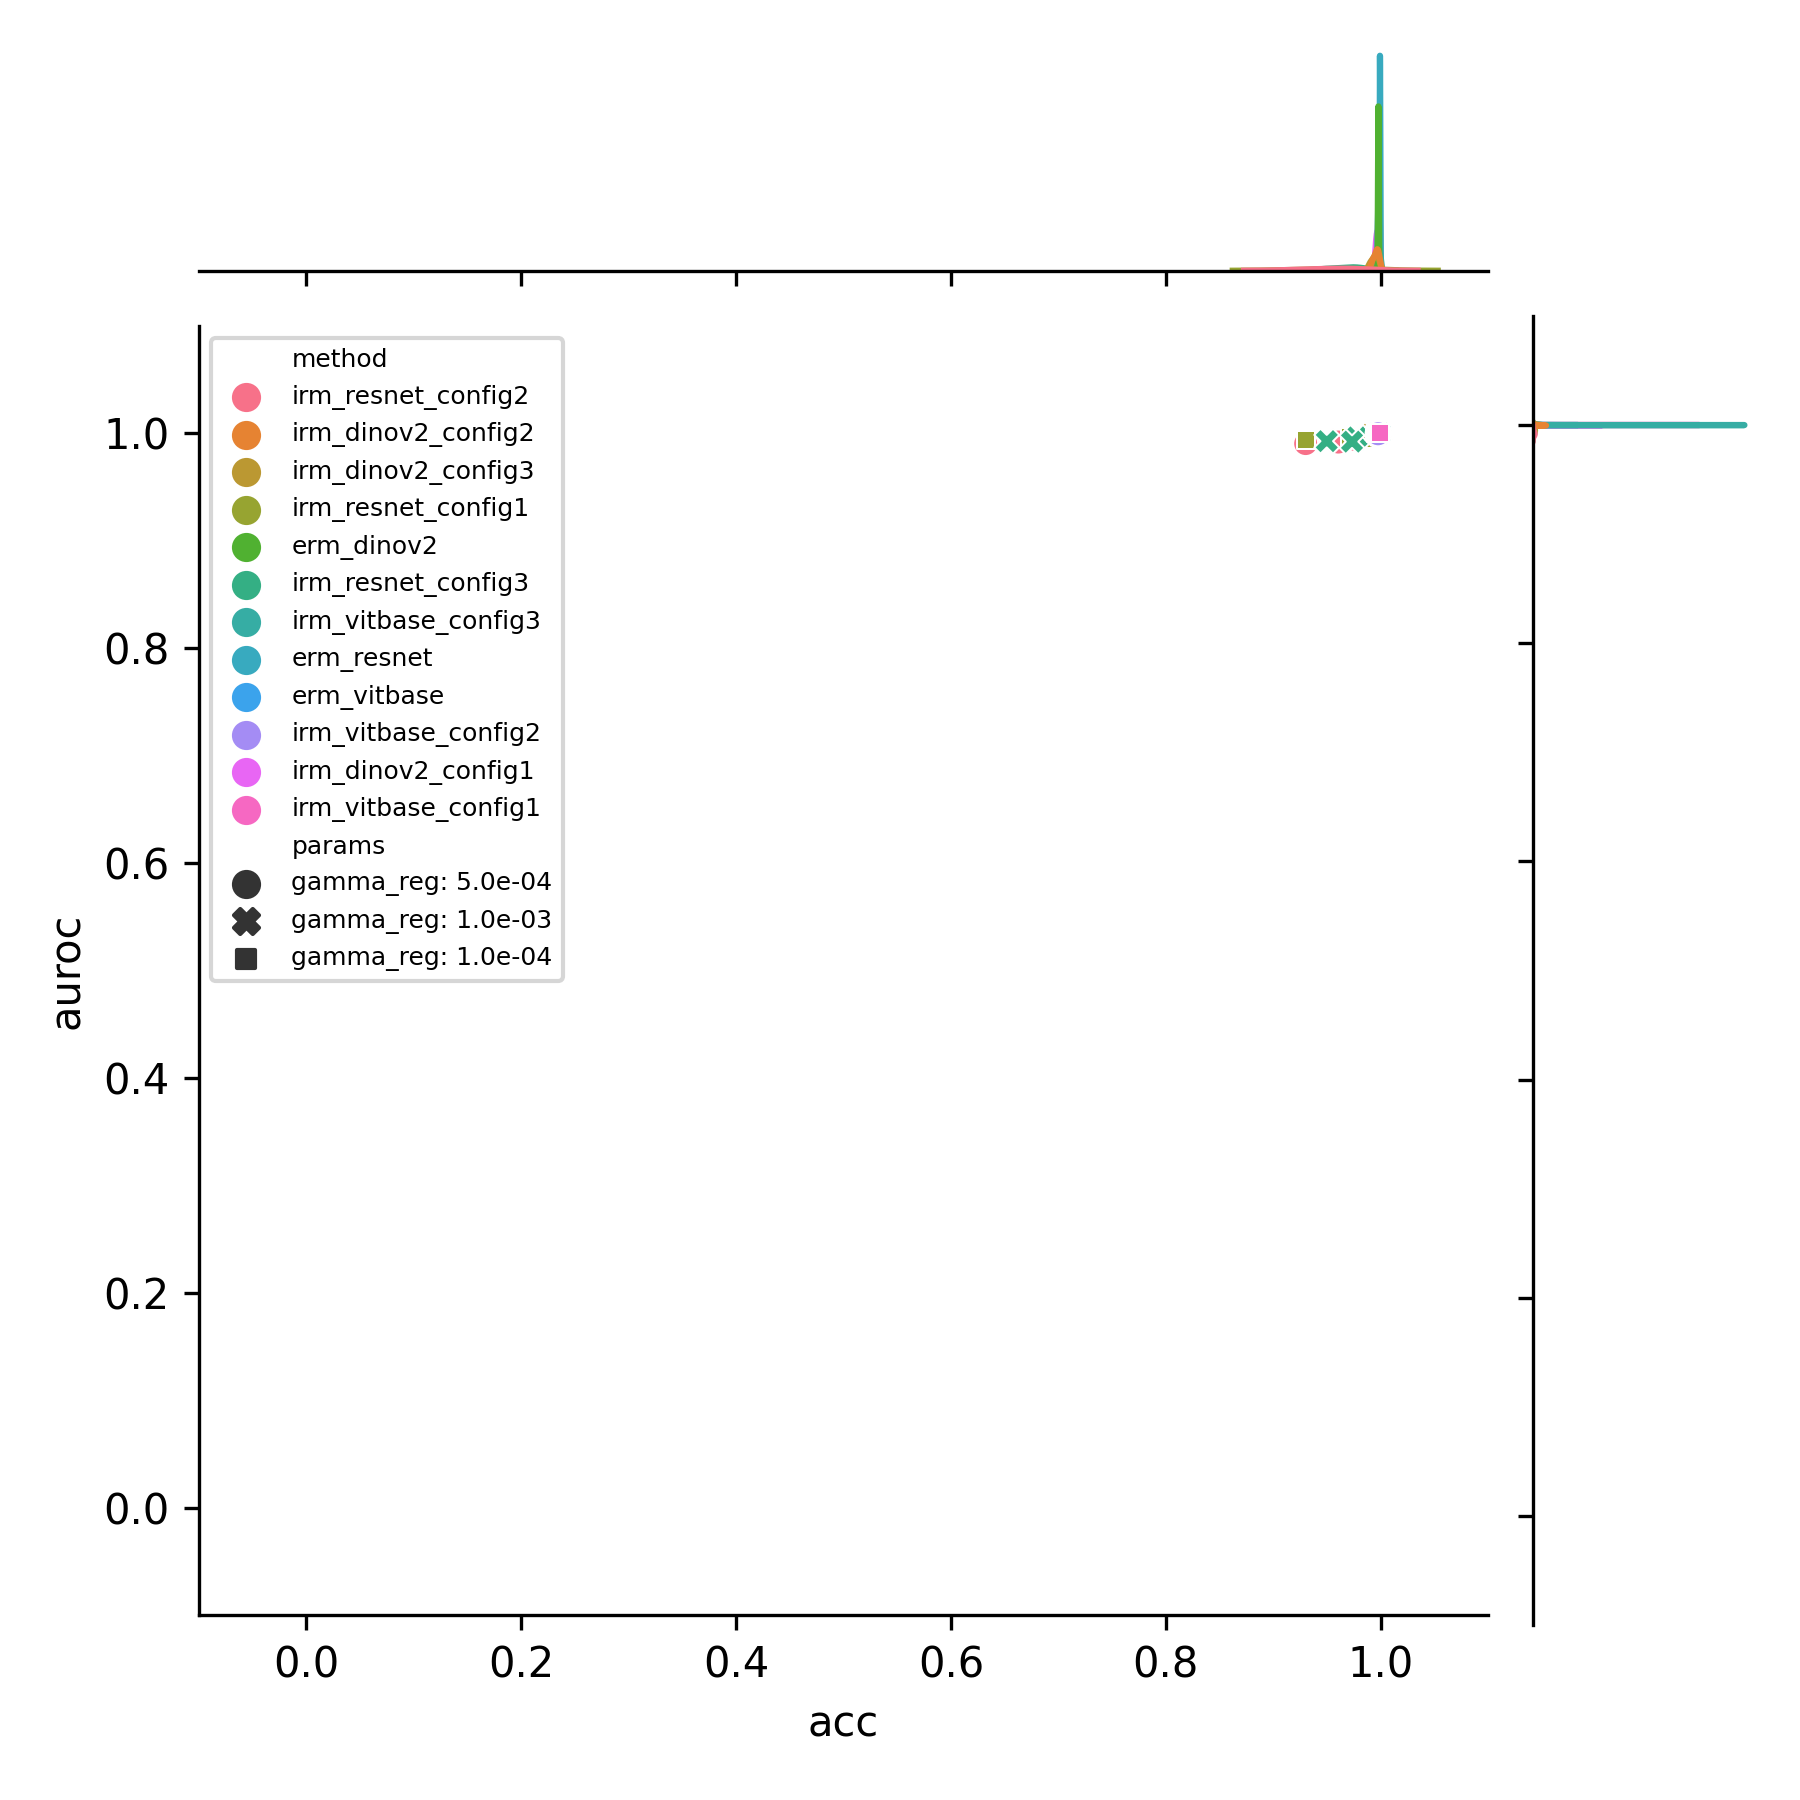 method
irm_resnet_config2
irm_dinov2_config2
irm_dinov2_config3
irm_resnet_config1
erm_dinov2
irm_resnet_config3
irm_vitbase_config3
erm_resnet
erm_vitbase
irm_vitbase_config2
irm_dinov2_config1
irm_vitbase_config1
params
gamma_reg: 5.0e-04
gamma_reg: 1.0e-03
gamma_reg: 1.0e-04
1.0
0.8
0.6
0.4
0.2
0.0
auroc
0.0 0.2 0.4 0.6 0.8 1.0
acc